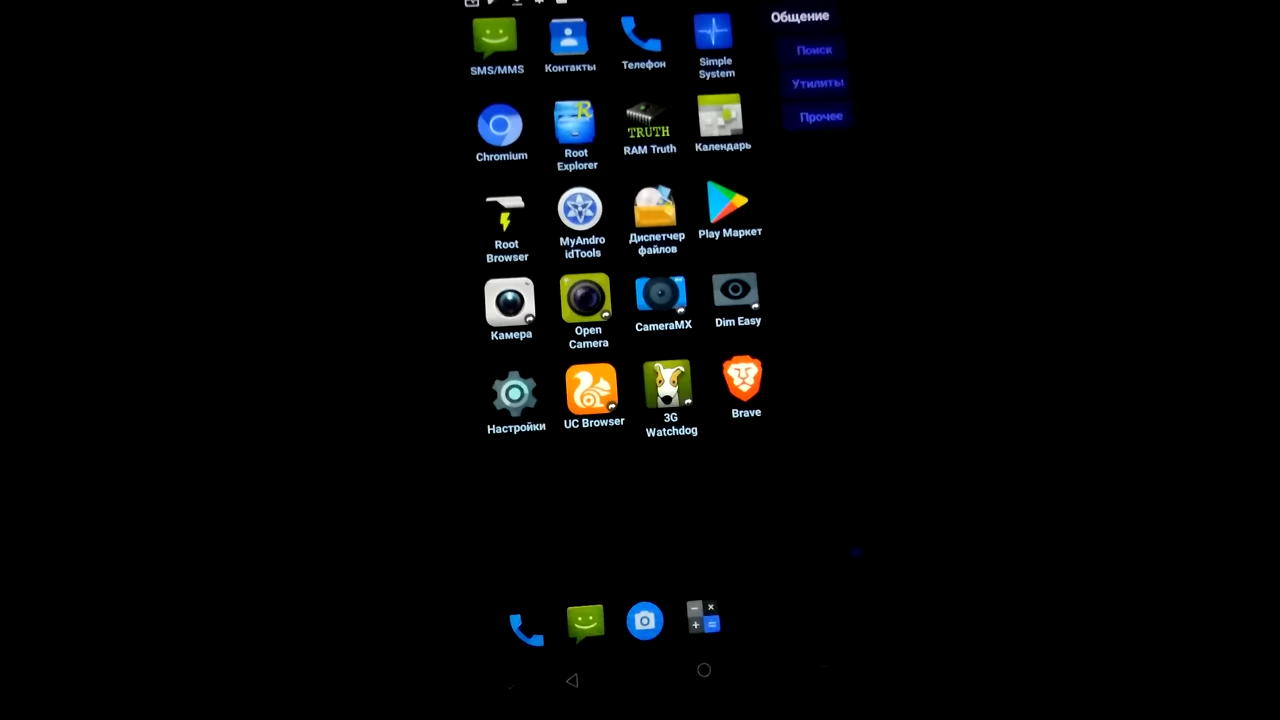 Общение
Поиск
Утилиты
Прочее
SMS/MMS
Контакты
Телефон
Simple
System
Chromium
Root
Explorer
TRUTH
RAM Truth
Календарь
Root
Browser
MyAndro
idTools
Диспетчер
файлов
Play Маркет
Камера
Open
Camera
CameraMX
Dim Easy
Настройки
UC Browser
3G
Watchdog
Brave